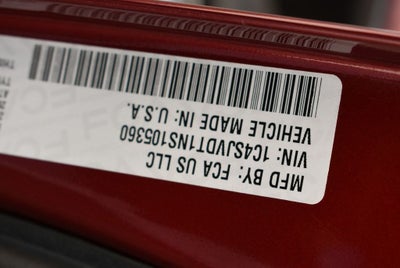 MFD BY: FCA US LLC
VIN: 1C4SJVDT1NS105360
VEHICLE MADE IN: U.S.A.